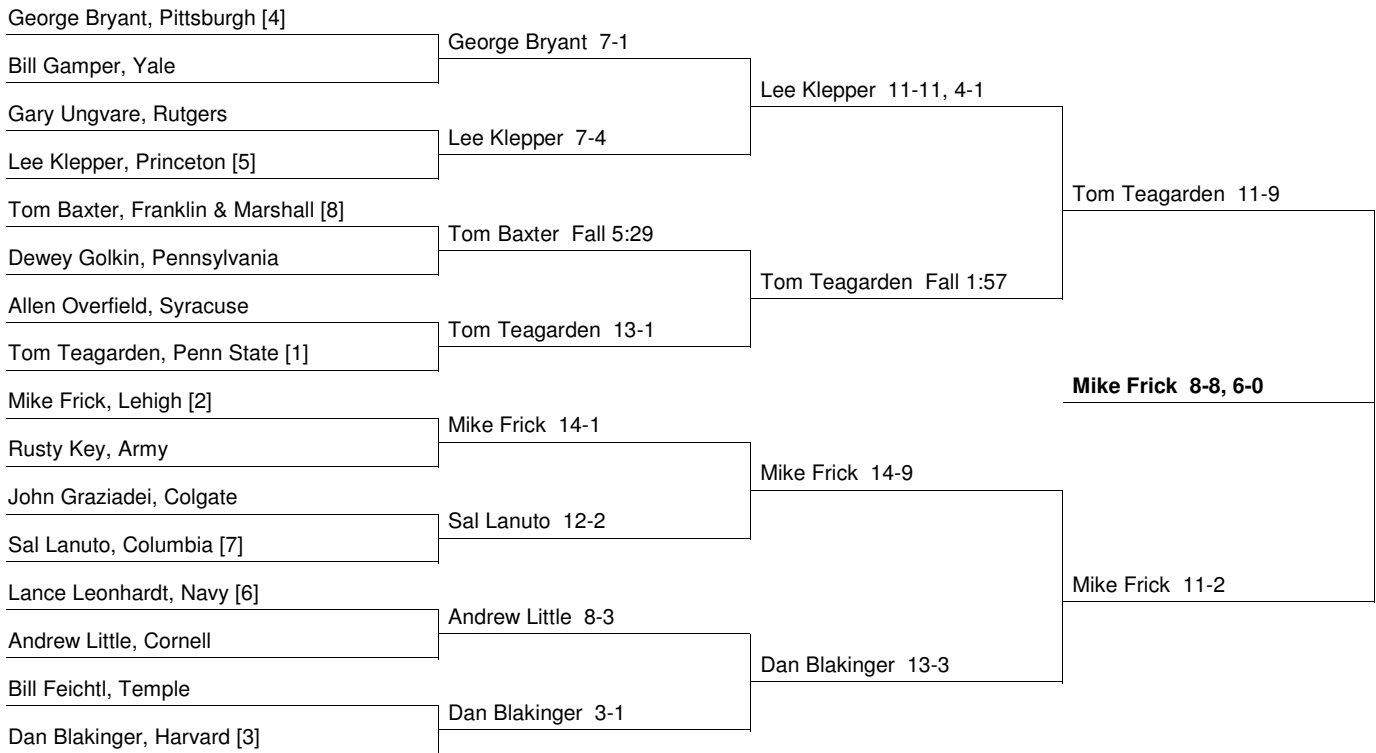 George Bryant, Pittsburgh [4]
Bill Gamper, Yale
Gary Ungvare, Rutgers
Lee Klepper, Princeton [5]
Tom Baxter, Franklin & Marshall [8]
Dewey Golkin, Pennsylvania
Allen Overfield, Syracuse
Tom Teagarden, Penn State [1]
Mike Frick, Lehigh [2]
Rusty Key, Army
John Graziadei, Colgate
Sal Lanuto, Columbia [7]
Lance Leonhardt, Navy [6]
Andrew Little, Cornell
Bill Feichtl, Temple
Dan Blakinger, Harvard [3]
George Bryant 7-1
Lee Klepper 7-4
Tom Baxter Fall 5:29
Tom Teagarden 13-1
Mike Frick 14-1
Sal Lanuto 12-2
Andrew Little 8-3
Dan Blakinger 3-1
Lee Klepper 11-11, 4-1
Tom Teagarden Fall 1:57
Mike Frick 14-9
Dan Blakinger 13-3
Tom Teagarden 11-9
Mike Frick 11-2
Mike Frick 8-8, 6-0